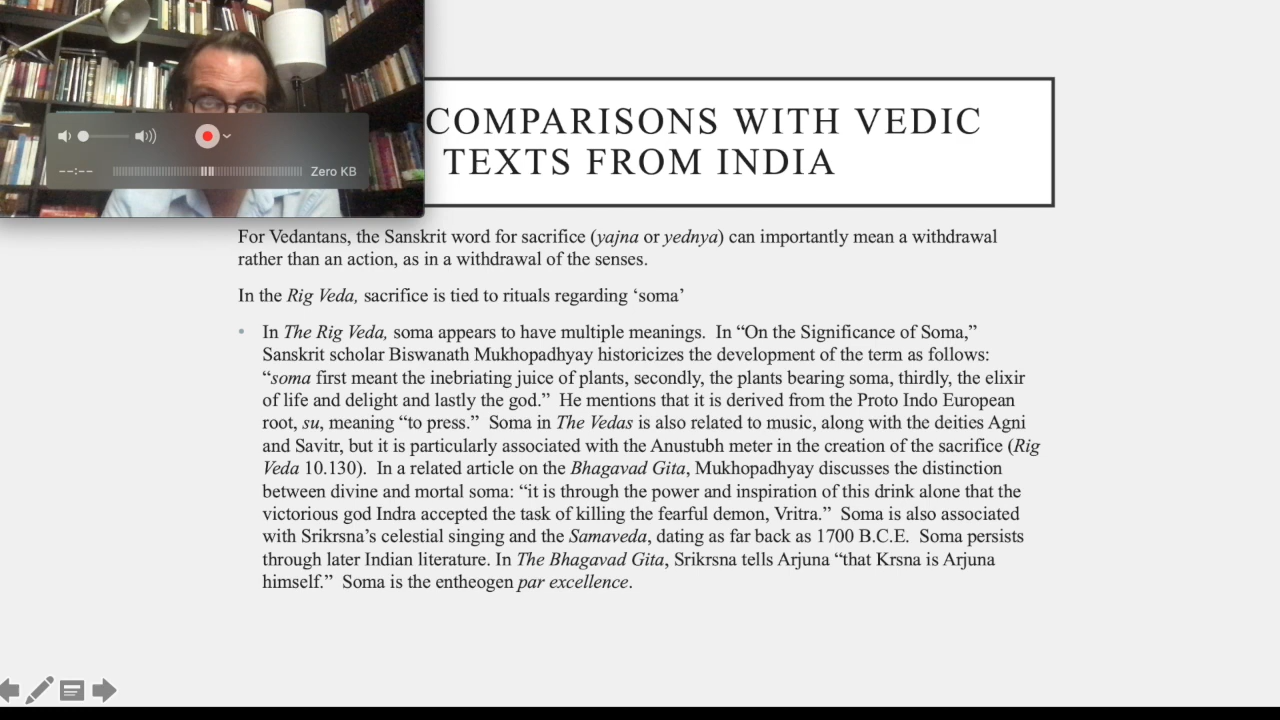 COMPARISONS WITH VEDIC
TEXTS FROM INDIA
--:--
Zero KB
For Vedantans, the Sanskrit word for sacrifice (yajna or yednya) can importantly mean a withdrawal
rather than an action, as in a withdrawal of the senses.
In the Rig Veda, sacrifice is tied to rituals regarding ‘soma’
• In The Rig Veda, soma appears to have multiple meanings.  In “On the Significance of Soma,”
Sanskrit scholar Biswanath Mukhopadhyay historicizes the development of the term as follows:
“soma first meant the inebriating juice of plants, secondly, the plants bearing soma, thirdly, the elixir
of life and delight and lastly the god.”  He mentions that it is derived from the Proto Indo European
root, su, meaning “to press.”  Soma in The Vedas is also related to music, along with the deities Agni
and Savitr, but it is particularly associated with the Anustubh meter in the creation of the sacrifice (Rig
Veda 10.130).  In a related article on the Bhagavad Gita, Mukhopadhyay discusses the distinction
between divine and mortal soma: “it is through the power and inspiration of this drink alone that the
victorious god Indra accepted the task of killing the fearful demon, Vritra.”  Soma is also associated
with Srikrsna’s celestial singing and the Samaveda, dating as far back as 1700 B.C.E.  Soma persists
through later Indian literature. In The Bhagavad Gita, Srikrsna tells Arjuna “that Krsna is Arjuna
himself.”  Soma is the entheogen par excellence.